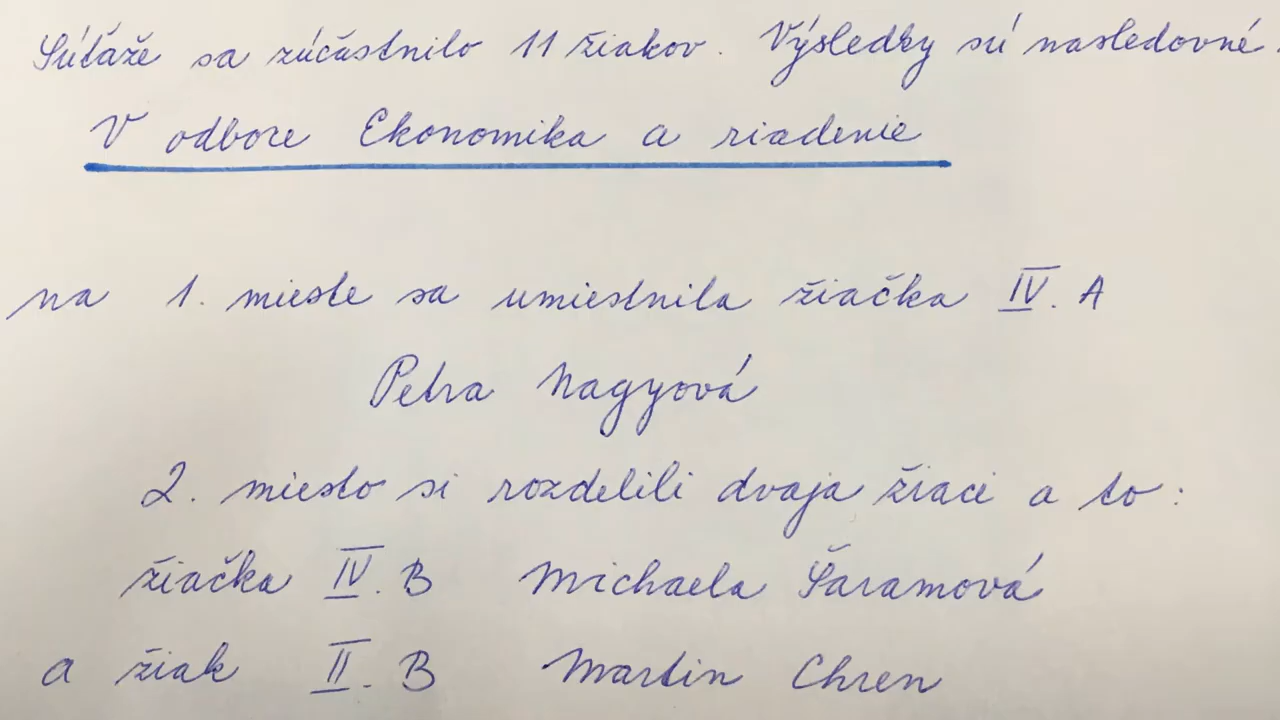 Súťaže sa zúčastnilo 11 žiakov. Výsledky sú nasledovné.
V odbore Ekonomika a riadenie
na 1. mieste sa umiestnila žiačka IV. A
Petra Nagyová
2. miesto si rozdelili dvaja žiaci a to:
žiačka IV. B Michaela Šaramová
a žiak II. B Martin Chren